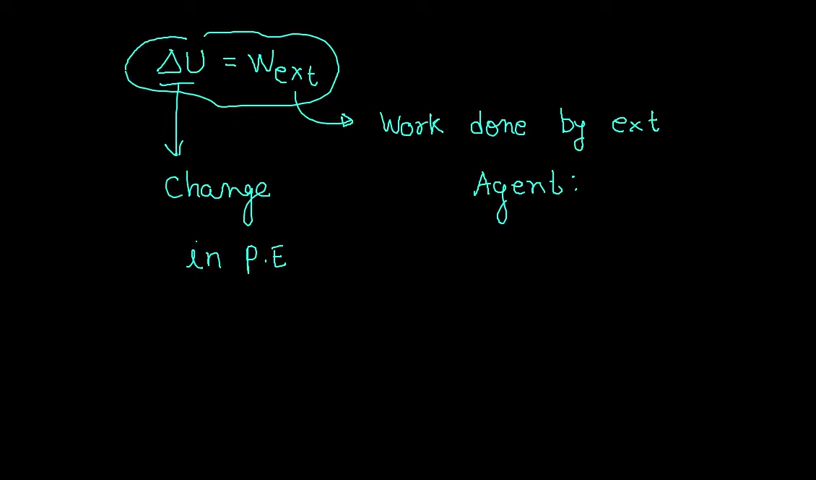 ΔU = Wext
Work done by ext
Change
Agent:
in P.E